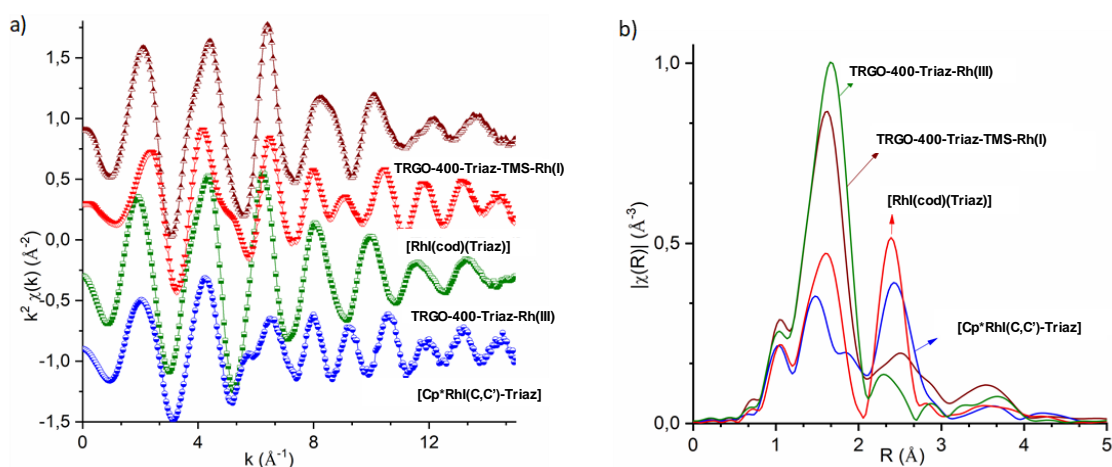 a)
1,5
1,0
0,5
0,0
-0,5
-1,0
-1,5
k²χ(k) (Å⁻²)
TRGO-400-Triaz-TMS-Rh(I)
[RhI(cod)(Triaz)]
TRGO-400-Triaz-Rh(III)
[Cp*RhI(C,C')-Triaz]
0 4 8 12
k (Å⁻¹)
b)
1,0
0,5
0,0
|χ(R)| (Å⁻³)
TRGO-400-Triaz-Rh(III)
TRGO-400-Triaz-TMS-Rh(I)
[RhI(cod)(Triaz)]
[Cp*RhI(C,C')-Triaz]
0 1 2 3 4 5
R (Å)